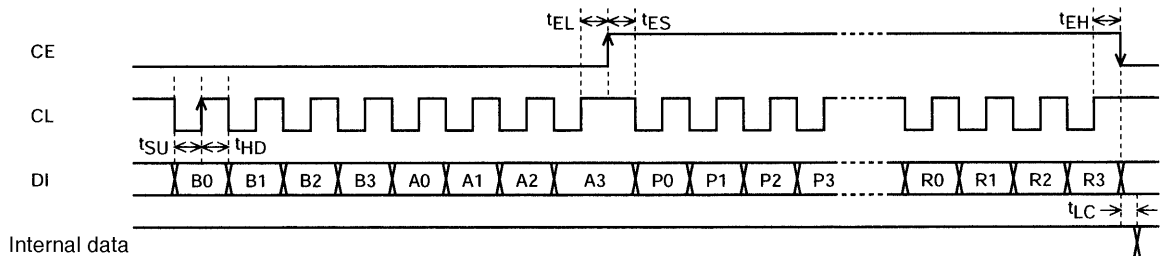 tEL tES tEH
CE
CL
tSU tHD
DI B0 B1 B2 B3 A0 A1 A2 A3 P0 P1 P2 P3 R0 R1 R2 R3
tLC
Internal data